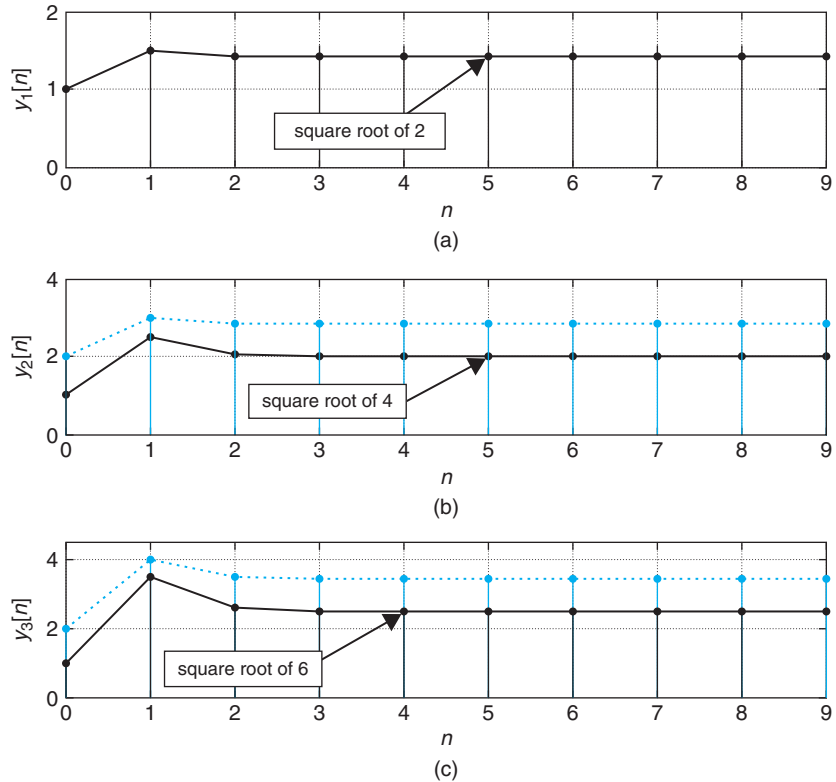 2
y₁[n]
1
square root of 2
0
0 1 2 3 4 5 6 7 8 9
n
(a)
4
y₂[n]
2
square root of 4
0
0 1 2 3 4 5 6 7 8 9
n
(b)
4
y₃[n]
2
square root of 6
0
0 1 2 3 4 5 6 7 8 9
n
(c)